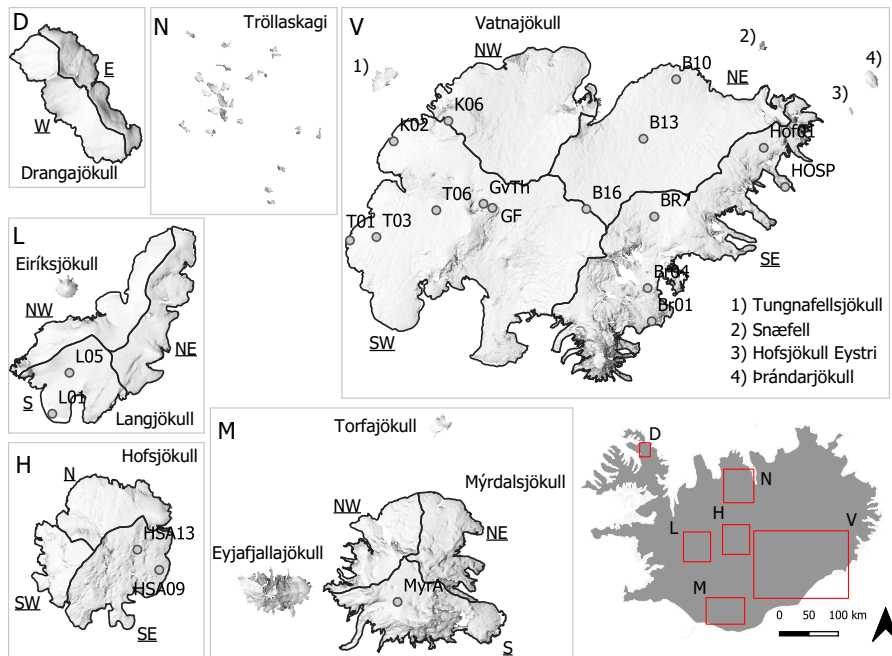 D
E
W
Drangajökull
N
Tröllaskagi
V
Vatnajökull
NW
1)
2)
B10
NE
4)
3)
K06
K02
B13
Hof01
HOSP
GvTh
T06
GF
B16
BR7
T01
T03
SE
Br04
Br01
SW
1) Tungnafellsjökull
2) Snæfell
3) Hofsjökull Eystri
4) Þrándarjökull
L
Eiríksjökull
NW
NE
L05
S
L01
Langjökull
H
Hofsjökull
N
HSA13
HSA09
SW
SE
M
Torfajökull
Mýrdalsjökull
NW
NE
Eyjafjallajökull
MyrA
S
D
N
H
L
V
M
0 50 100 km